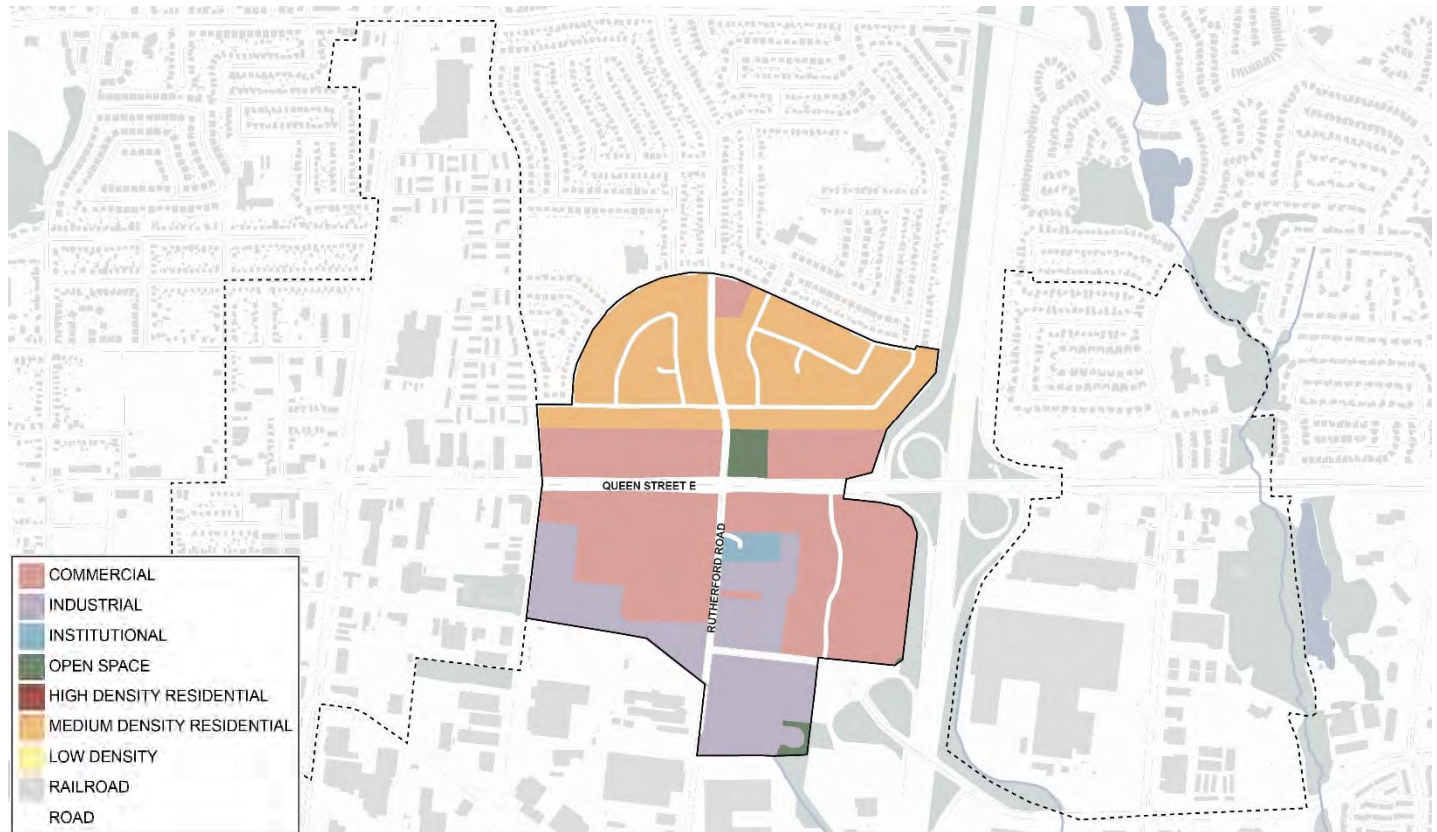 QUEEN STREET E
RUTHERFORD ROAD
COMMERCIAL
INDUSTRIAL
INSTITUTIONAL
OPEN SPACE
HIGH DENSITY RESIDENTIAL
MEDIUM DENSITY RESIDENTIAL
LOW DENSITY
RAILROAD
ROAD